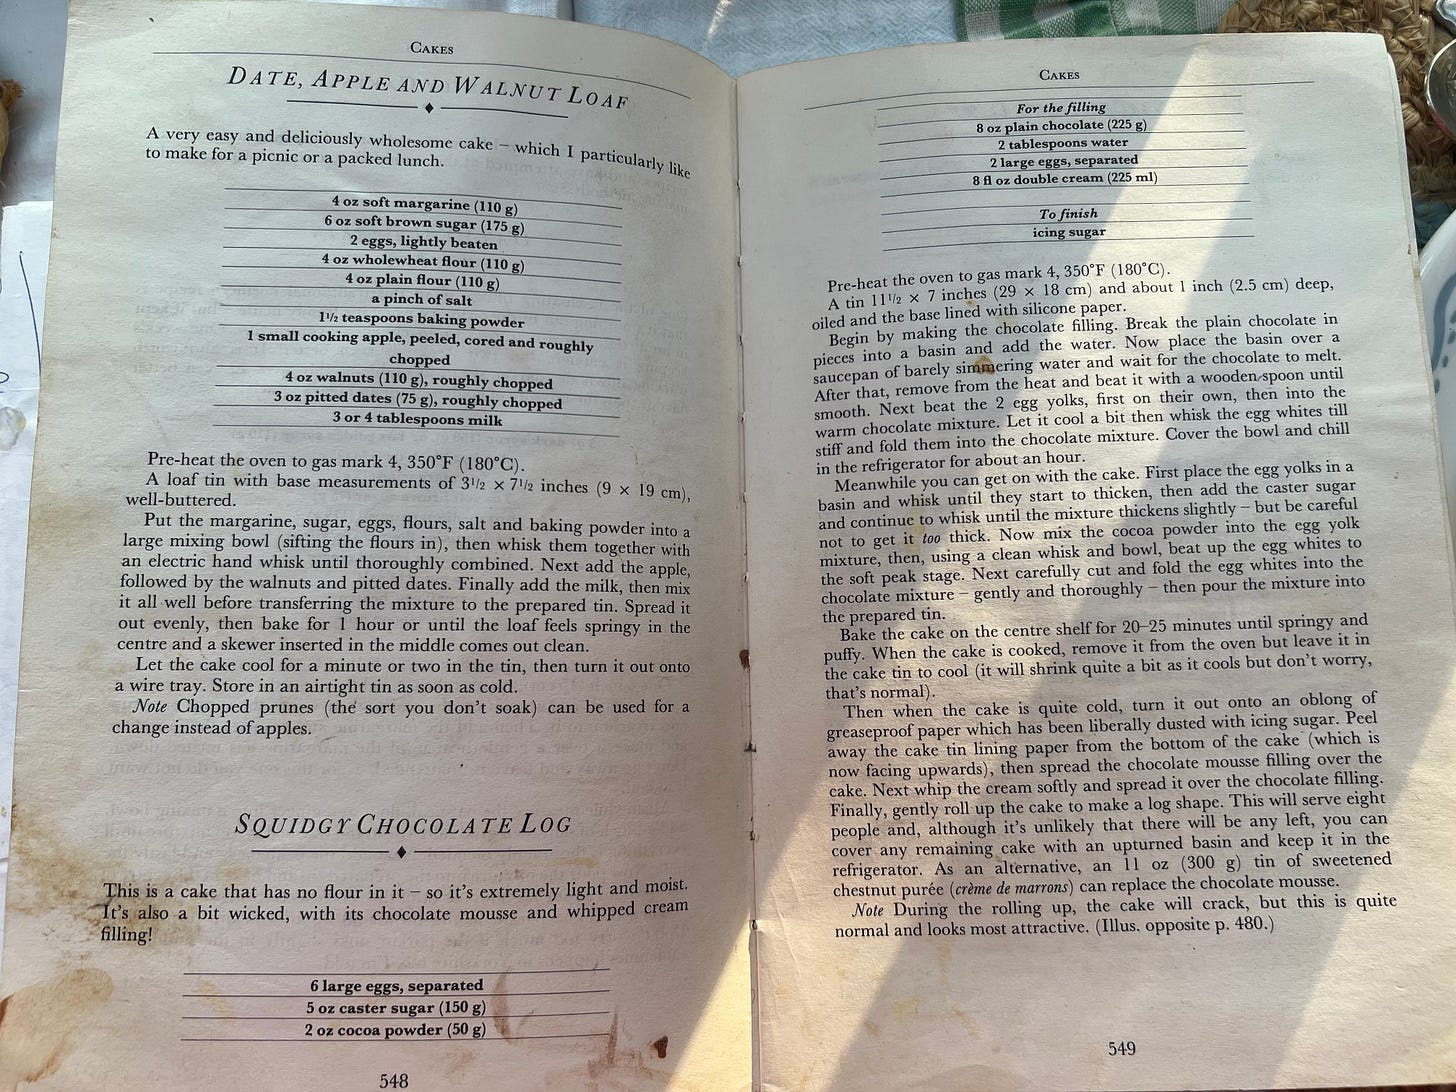 CAKES
DATE, APPLE AND WALNUT LOAF
A very easy and deliciously wholesome cake – which I particularly like
to make for a picnic or a packed lunch.
4 oz soft margarine (110 g)
6 oz soft brown sugar (175 g)
2 eggs, lightly beaten
4 oz wholewheat flour (110 g)
4 oz plain flour (110 g)
a pinch of salt
1½ teaspoons baking powder
1 small cooking apple, peeled, cored and roughly
chopped
4 oz walnuts (110 g), roughly chopped
3 oz pitted dates (75 g), roughly chopped
3 or 4 tablespoons milk
Pre-heat the oven to gas mark 4, 350°F (180°C).
A loaf tin with base measurements of 3½ × 7½ inches (9 × 19 cm),
well-buttered.
Put the margarine, sugar, eggs, flours, salt and baking powder into a
large mixing bowl (sifting the flours in), then whisk them together with
an electric hand whisk until thoroughly combined. Next add the apple,
followed by the walnuts and pitted dates. Finally add the milk, then mix
it all well before transferring the mixture to the prepared tin. Spread it
out evenly, then bake for 1 hour or until the loaf feels springy in the
centre and a skewer inserted in the middle comes out clean.
Let the cake cool for a minute or two in the tin, then turn it out onto
a wire tray. Store in an airtight tin as soon as cold.
Note Chopped prunes (the sort you don't soak) can be used for a
change instead of apples.
SQUIDGY CHOCOLATE LOG
This is a cake that has no flour in it – so it's extremely light and moist.
It's also a bit wicked, with its chocolate mousse and whipped cream
filling!
6 large eggs, separated
5 oz caster sugar (150 g)
2 oz cocoa powder (50 g)
548
CAKES
For the filling
8 oz plain chocolate (225 g)
2 tablespoons water
2 large eggs, separated
8 fl oz double cream (225 ml)
To finish
icing sugar
Pre-heat the oven to gas mark 4, 350°F (180°C).
A tin 11½ × 7 inches (29 × 18 cm) and about 1 inch (2.5 cm) deep,
oiled and the base lined with silicone paper.
Begin by making the chocolate filling. Break the plain chocolate in
pieces into a basin and add the water. Now place the basin over a
saucepan of barely simmering water and wait for the chocolate to melt.
After that, remove from the heat and beat it with a wooden spoon until
smooth. Next beat the 2 egg yolks, first on their own, then into the
warm chocolate mixture. Let it cool a bit then whisk the egg whites till
stiff and fold them into the chocolate mixture. Cover the bowl and chill
in the refrigerator for about an hour.
Meanwhile you can get on with the cake. First place the egg yolks in a
basin and whisk until they start to thicken, then add the caster sugar
and continue to whisk until the mixture thickens slightly – but be careful
not to get it too thick. Now mix the cocoa powder into the egg yolk
mixture, then, using a clean whisk and bowl, beat up the egg whites to
the soft peak stage. Next carefully cut and fold the egg whites into the
chocolate mixture – gently and thoroughly – then pour the mixture into
the prepared tin.
Bake the cake on the centre shelf for 20–25 minutes until springy and
puffy. When the cake is cooked, remove it from the oven but leave it in
the cake tin to cool (it will shrink quite a bit as it cools but don't worry,
that's normal).
Then when the cake is quite cold, turn it out onto an oblong of
greaseproof paper which has been liberally dusted with icing sugar. Peel
away the cake tin lining paper from the bottom of the cake (which is
now facing upwards), then spread the chocolate mousse filling over the
cake. Next whip the cream softly and spread it over the chocolate filling.
Finally, gently roll up the cake to make a log shape. This will serve eight
people and, although it's unlikely that there will be any left, you can
cover any remaining cake with an upturned basin and keep it in the
refrigerator. As an alternative, an 11 oz (300 g) tin of sweetened
chestnut purée (crème de marrons) can replace the chocolate mousse.
Note During the rolling up, the cake will crack, but this is quite
normal and looks most attractive. (Illus. opposite p. 480.)
549